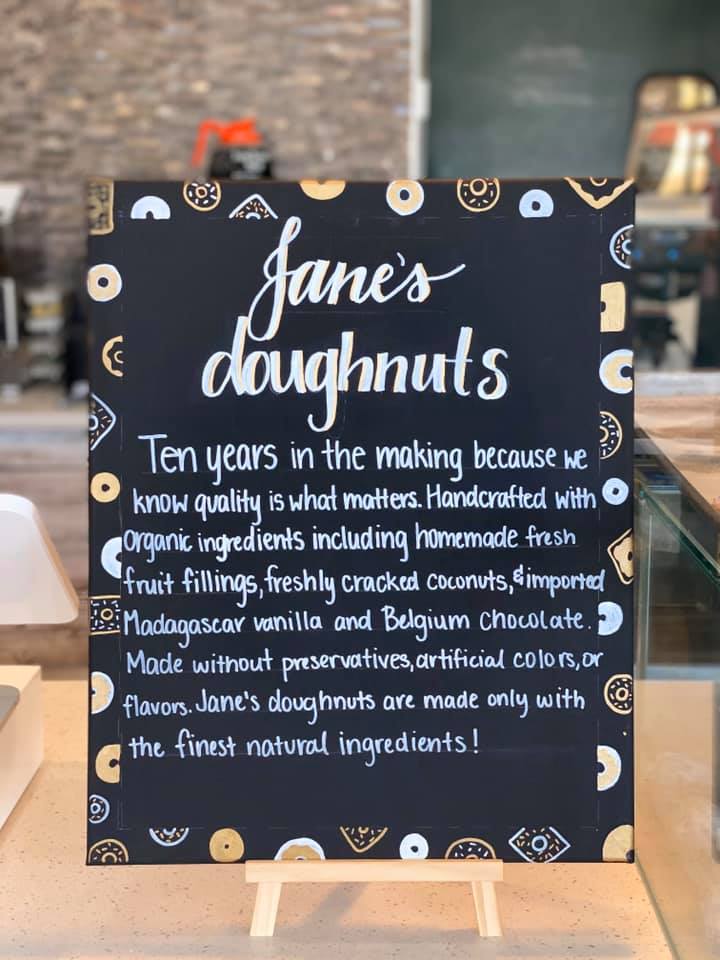 Jane's
doughnuts
Ten years in the making because we
know quality is what matters. Handcrafted with
organic ingredients including homemade fresh
fruit fillings, freshly cracked coconuts, & imported
Madagascar vanilla and Belgium Chocolate.
Made without preservatives, artificial colors, or
flavors. Jane's doughnuts are made only with
the finest natural ingredients!